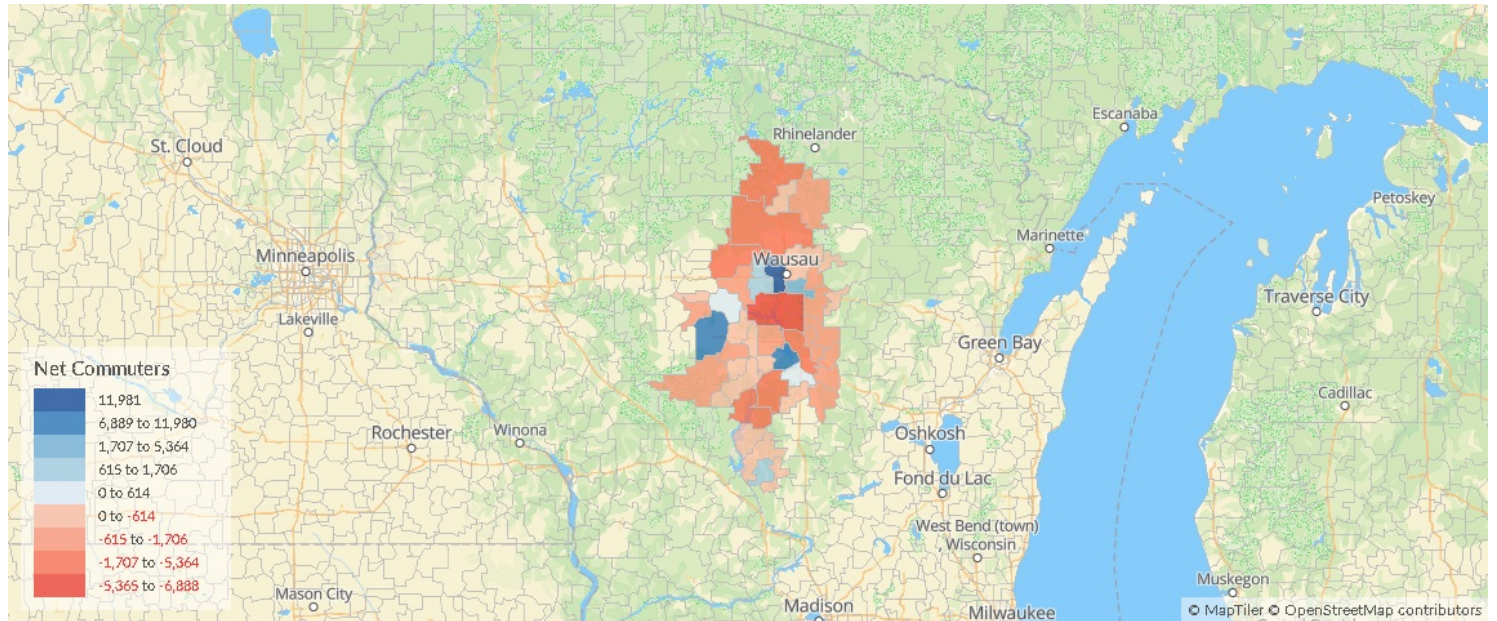 Rhinelander
Escanaba
St. Cloud
Petoskey
Marinette
Minneapolis
Wausau
Traverse City
Lakeville
Green Bay
Net Commuters
11,981
6,889 to 11,980
1,707 to 5,364
615 to 1,706
0 to 614
0 to -614
-615 to -1,706
-1,707 to -5,364
-5,365 to -6,888
Cadillac
Rochester
Winona
Oshkosh
Fond du Lac
West Bend (town)
, Wisconsin
Mason City
Madison
Milwaukee
Muskegon
© MapTiler © OpenStreetMap contributors